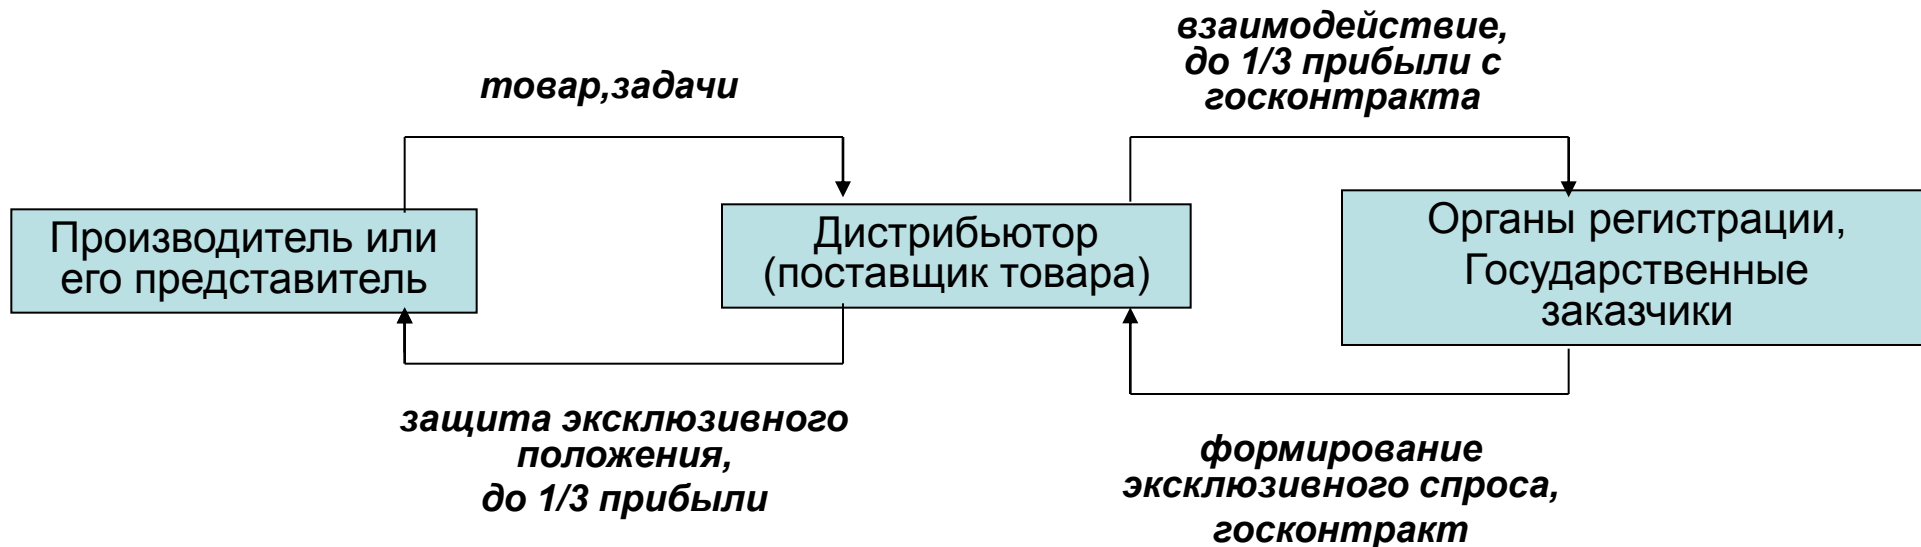 взаимодействие,
до 1/3 прибыли с
госконтракта
товар,задачи
Производитель или
его представитель
Дистрибьютор
(поставщик товара)
Органы регистрации,
Государственные
заказчики
защита эксклюзивного
положения,
до 1/3 прибыли
формирование
эксклюзивного спроса,
госконтракт